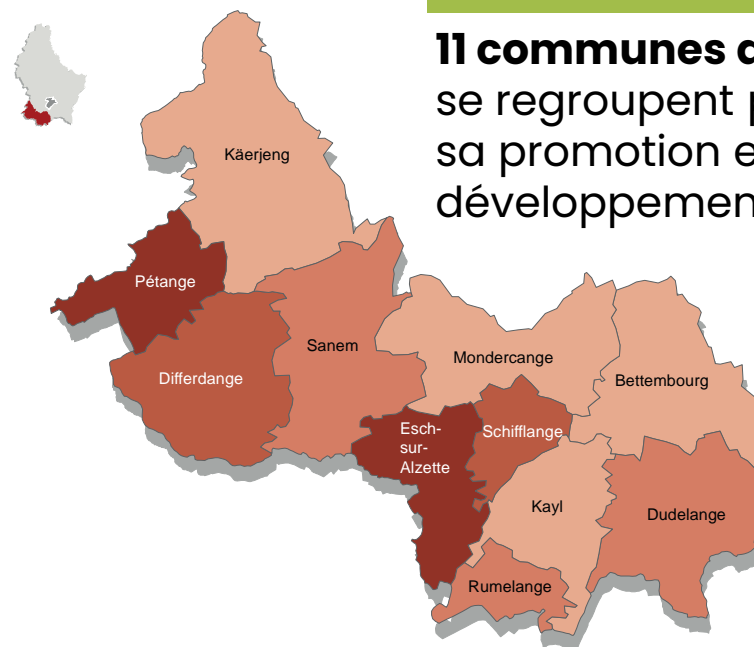 11 communes
se regroupent
sa promotion
Käerjeng
Pétange
Sanem
Differdange
Mondercange
Bettembourg
Esch-
sur-
Alzette
Schifflange
Kayl
Dudelange
Rumelange